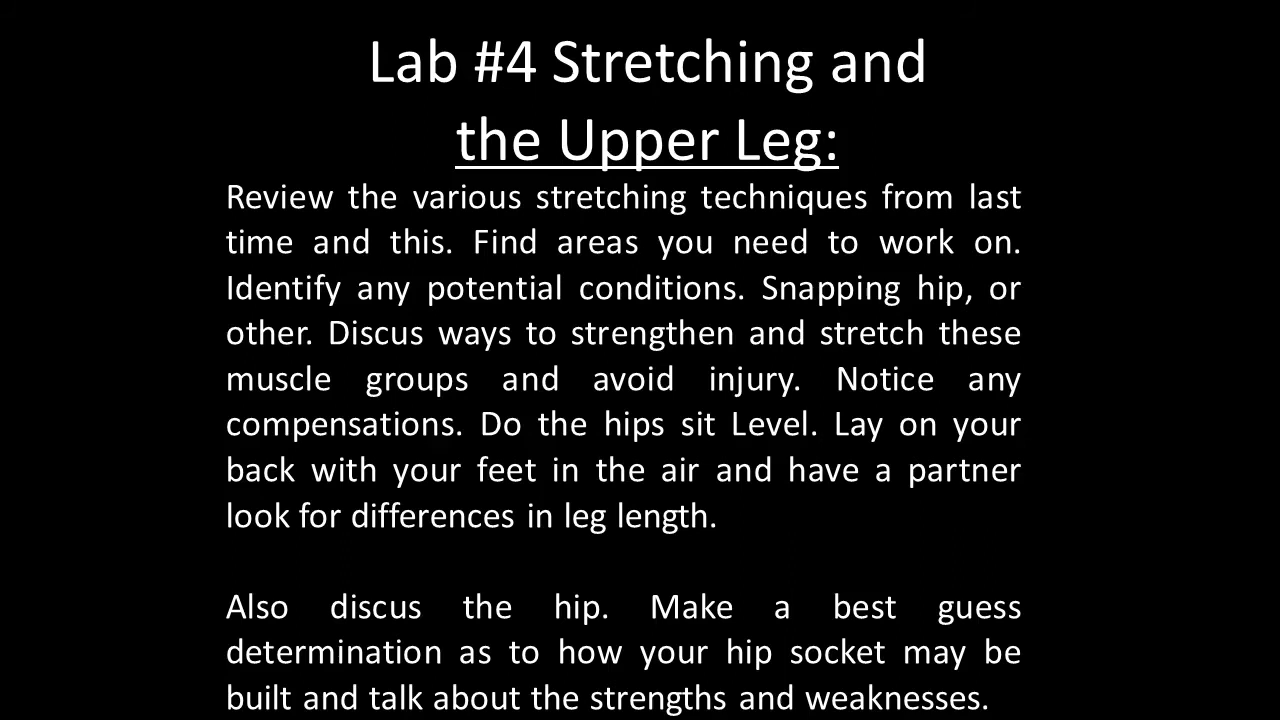 Lab #4 Stretching and
the Upper Leg:
Review the various stretching techniques from last
time and this. Find areas you need to work on.
Identify any potential conditions. Snapping hip, or
other. Discus ways to strengthen and stretch these
muscle groups and avoid injury. Notice any
compensations. Do the hips sit Level. Lay on your
back with your feet in the air and have a partner
look for differences in leg length.
Also discus the hip. Make a best guess
determination as to how your hip socket may be
built and talk about the strengths and weaknesses.